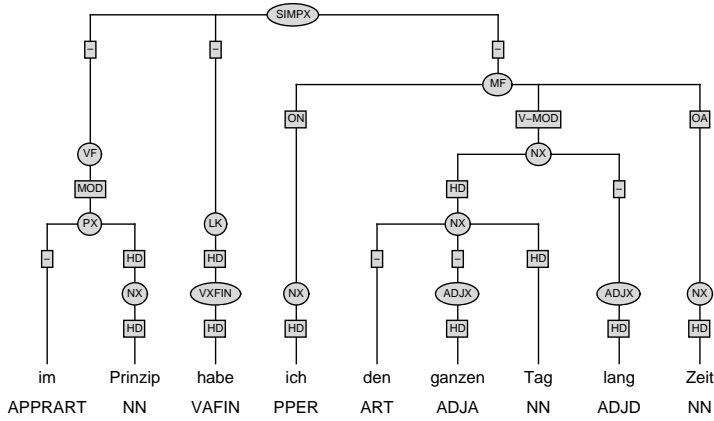 SIMPX
– – –
MF
ON V–MOD OA
VF NX
MOD HD –
PX LK NX
– HD HD – – HD
NX VXFIN NX ADJX ADJX NX
HD HD HD HD HD HD
im Prinzip habe ich den ganzen Tag lang Zeit
APPRART NN VAFIN PPER ART ADJA NN ADJD NN